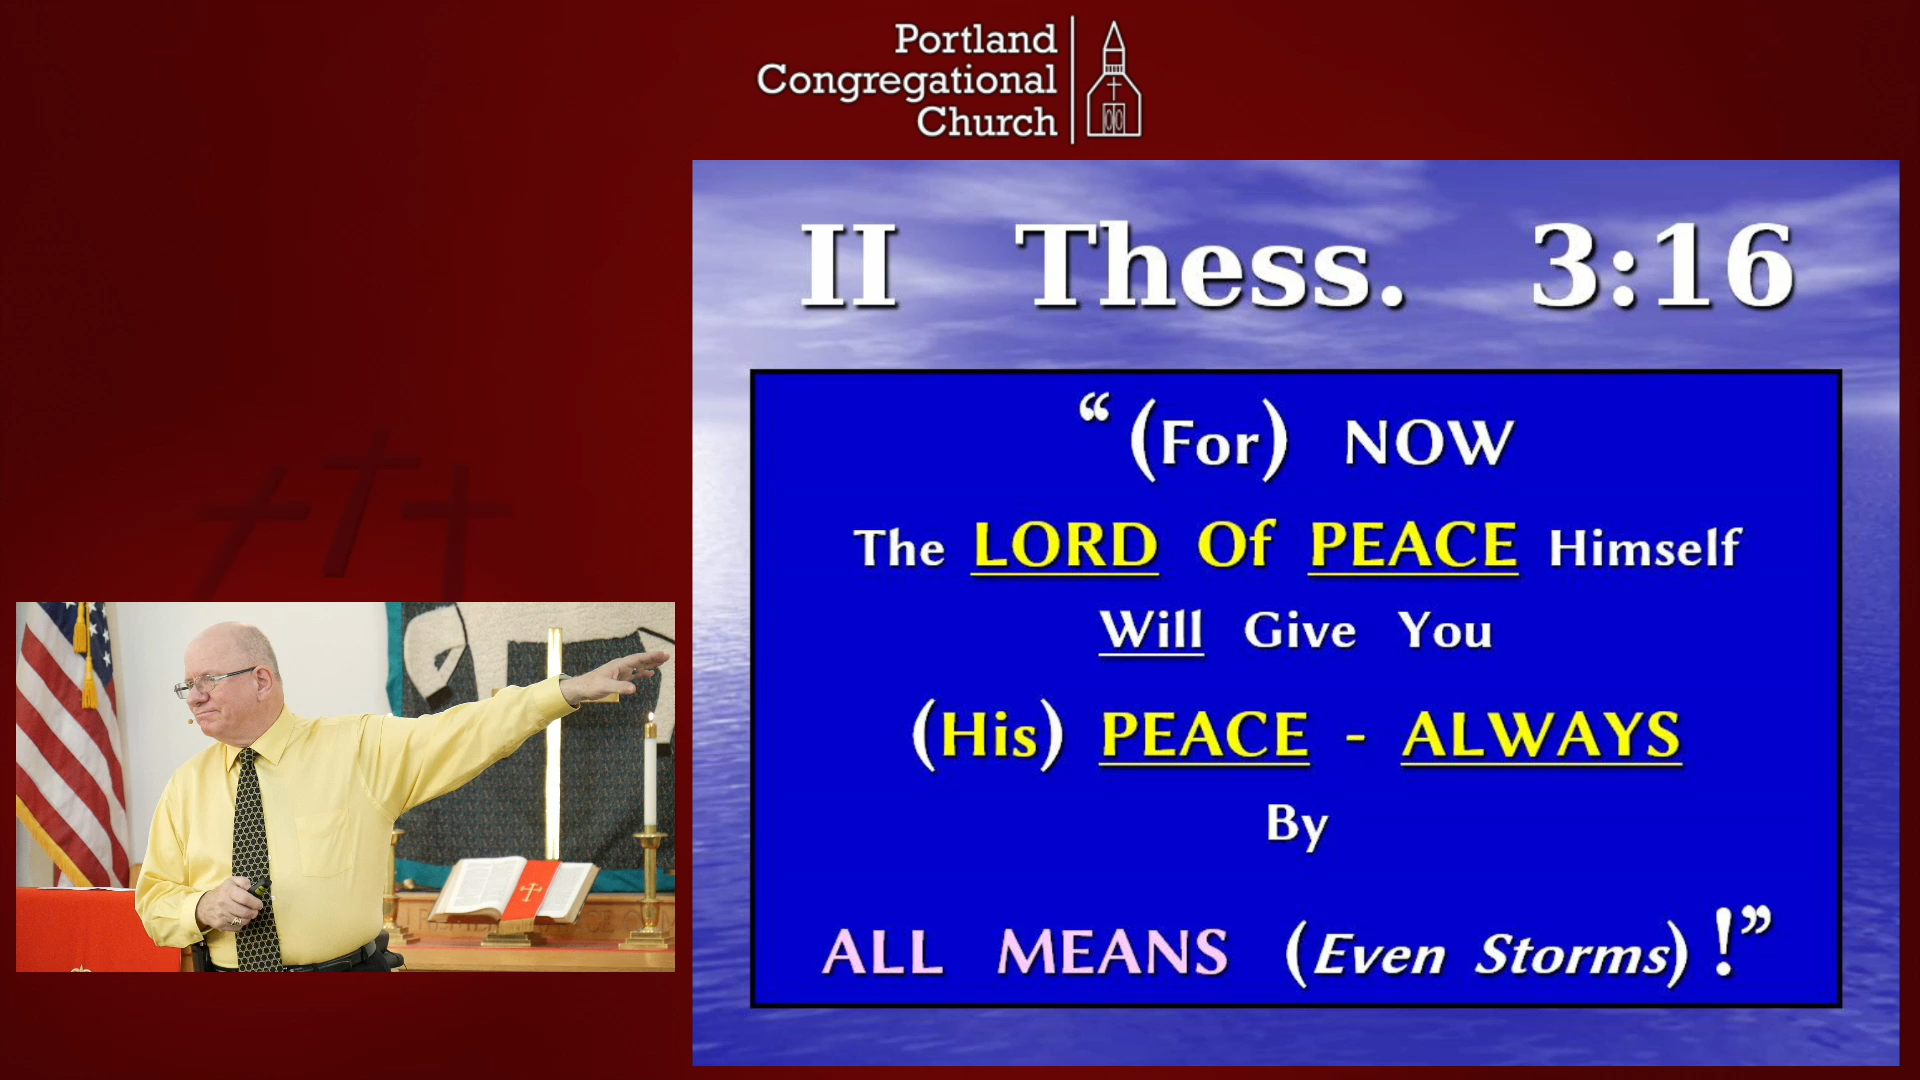 Portland
Congregational
Church
II Thess. 3:16
“(For) NOW
The LORD Of PEACE Himself
Will Give You
(His) PEACE - ALWAYS
By
ALL MEANS (Even Storms) !”